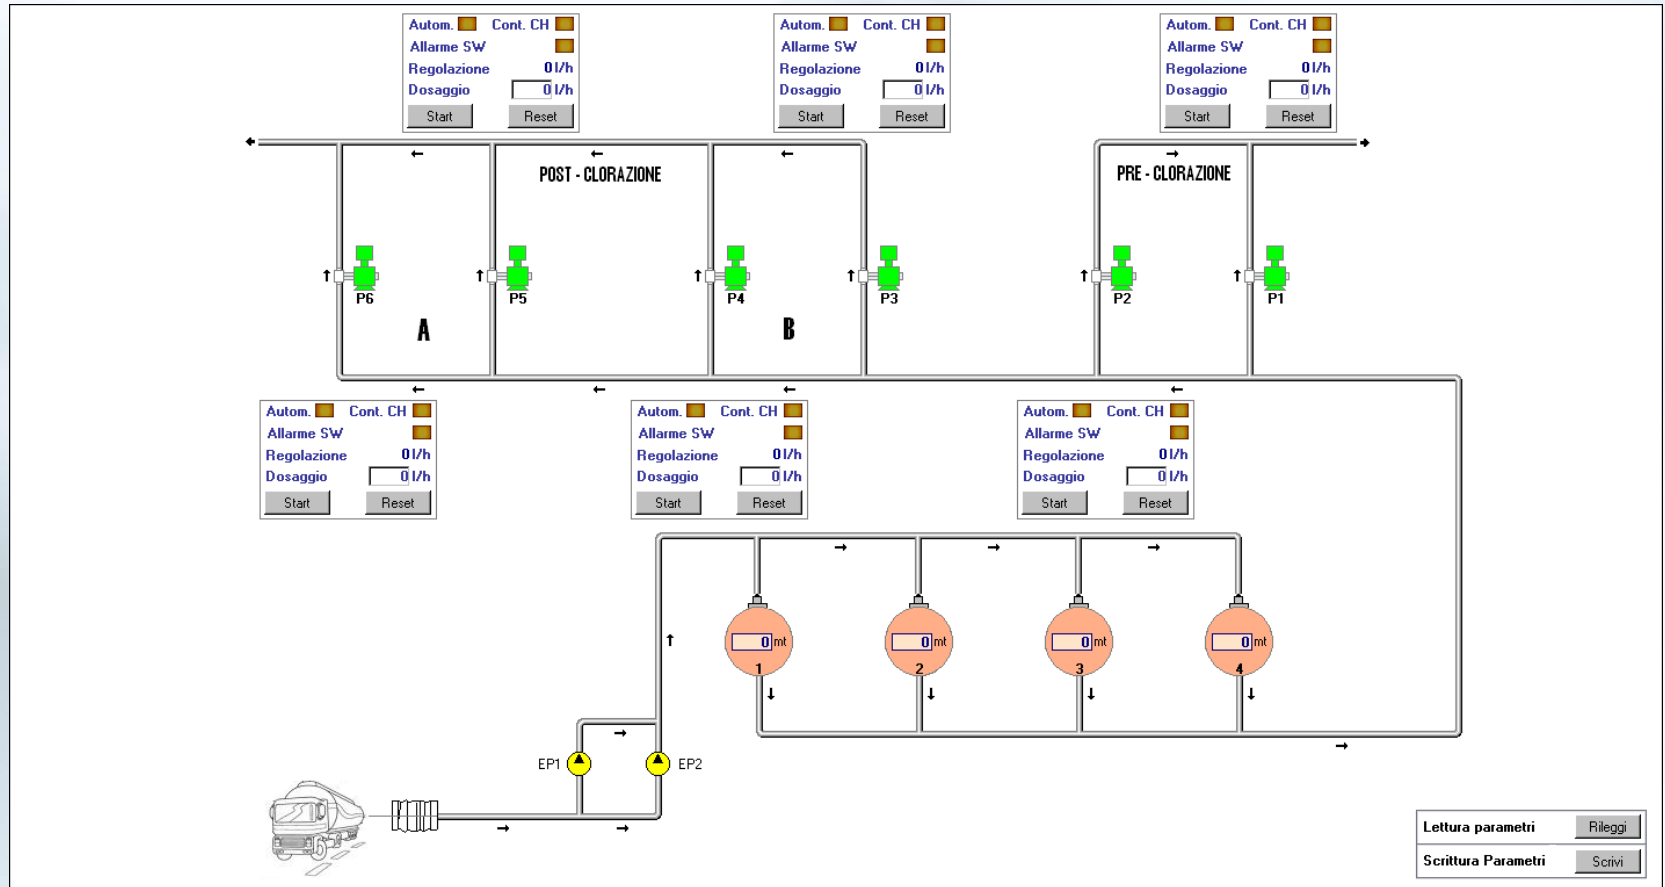 Autom. Cont. CH
Allarme SW
Regolazione 0 l/h
Dosaggio 0 l/h
Start Reset
Autom. Cont. CH
Allarme SW
Regolazione 0 l/h
Dosaggio 0 l/h
Start Reset
Autom. Cont. CH
Allarme SW
Regolazione 0 l/h
Dosaggio 0 l/h
Start Reset
POST - CLORAZIONE
PRE - CLORAZIONE
P6 P5 P4 P3 P2 P1
A B
Autom. Cont. CH
Allarme SW
Regolazione 0 l/h
Dosaggio 0 l/h
Start Reset
Autom. Cont. CH
Allarme SW
Regolazione 0 l/h
Dosaggio 0 l/h
Start Reset
Autom. Cont. CH
Allarme SW
Regolazione 0 l/h
Dosaggio 0 l/h
Start Reset
0 mt 0 mt 0 mt 0 mt
1 2 3 4
EP1 EP2
Lettura parametri Rileggi
Scrittura Parametri Scrivi